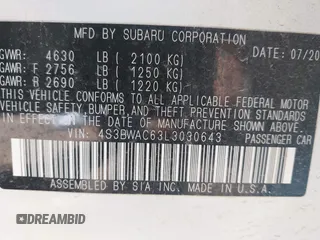 MFD BY SUBARU CORPORATION
GVWR: 4630 LB ( 2100 KG) DATE: 07/20
GAWR: F 2756 LB ( 1250 KG)
GAWR: R 2690 LB ( 1220 KG)
THIS VEHICLE CONFORMS TO ALL APPLICABLE FEDERAL MOTOR
VEHICLE SAFETY, BUMPER, AND THEFT PREVENTION STANDARDS
IN EFFECT ON THE DATE OF MANUFACTURE SHOWN ABOVE.
VIN: 4S3BWAC63L3030643 PASSENGER CAR
ASSEMBLED BY SIA INC. MADE IN U.S.A.
DREAMBID